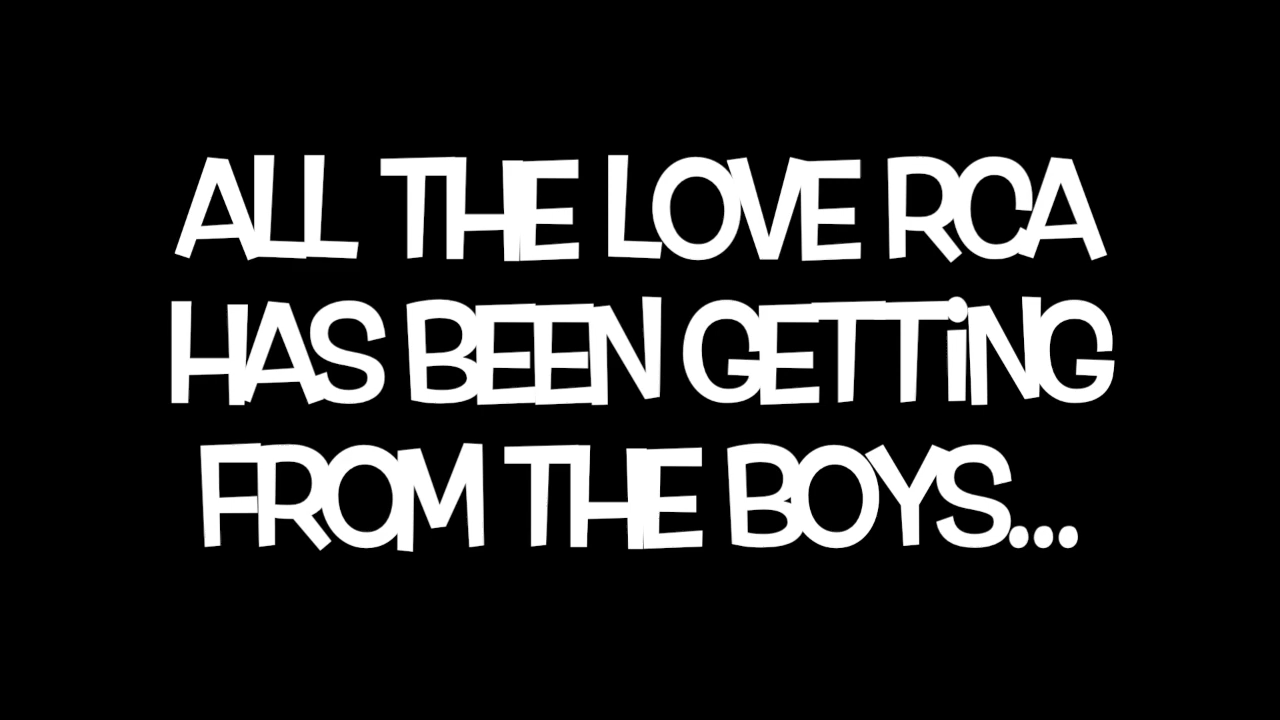 ALL THE LOVE RCA
HAS BEEN GETTiNG
FROM THE BOYS...